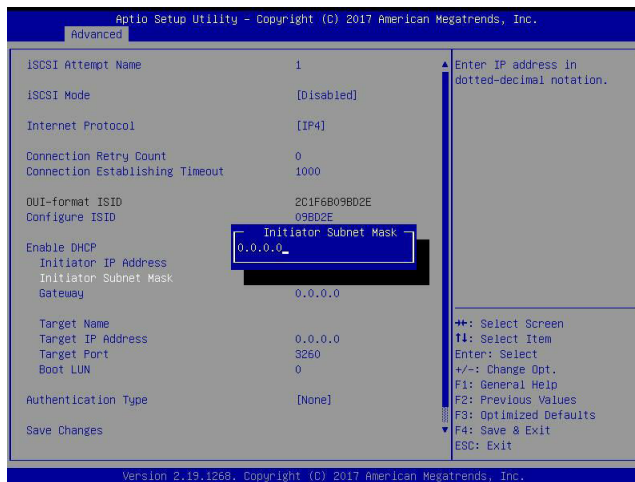 Aptio Setup Utility – Copyright (C) 2017 American Megatrends, Inc.
Advanced
iSCSI Attempt Name 1
iSCSI Mode [Disabled]
Internet Protocol [IP4]
Connection Retry Count 0
Connection Establishing Timeout 1000
OUI-format ISID 2C1F6B09BD2E
Configure ISID 09BD2E
Enable DHCP
Initiator IP Address
Initiator Subnet Mask
Gateway 0.0.0.0
Target Name
Target IP Address 0.0.0.0
Target Port 3260
Boot LUN 0
Authentication Type [None]
Save Changes
Initiator Subnet Mask
0.0.0.0_
Enter IP address in
dotted-decimal notation.
→←: Select Screen
↑↓: Select Item
Enter: Select
+/-: Change Opt.
F1: General Help
F2: Previous Values
F3: Optimized Defaults
F4: Save & Exit
ESC: Exit
Version 2.19.1268. Copyright (C) 2017 American Megatrends, Inc.